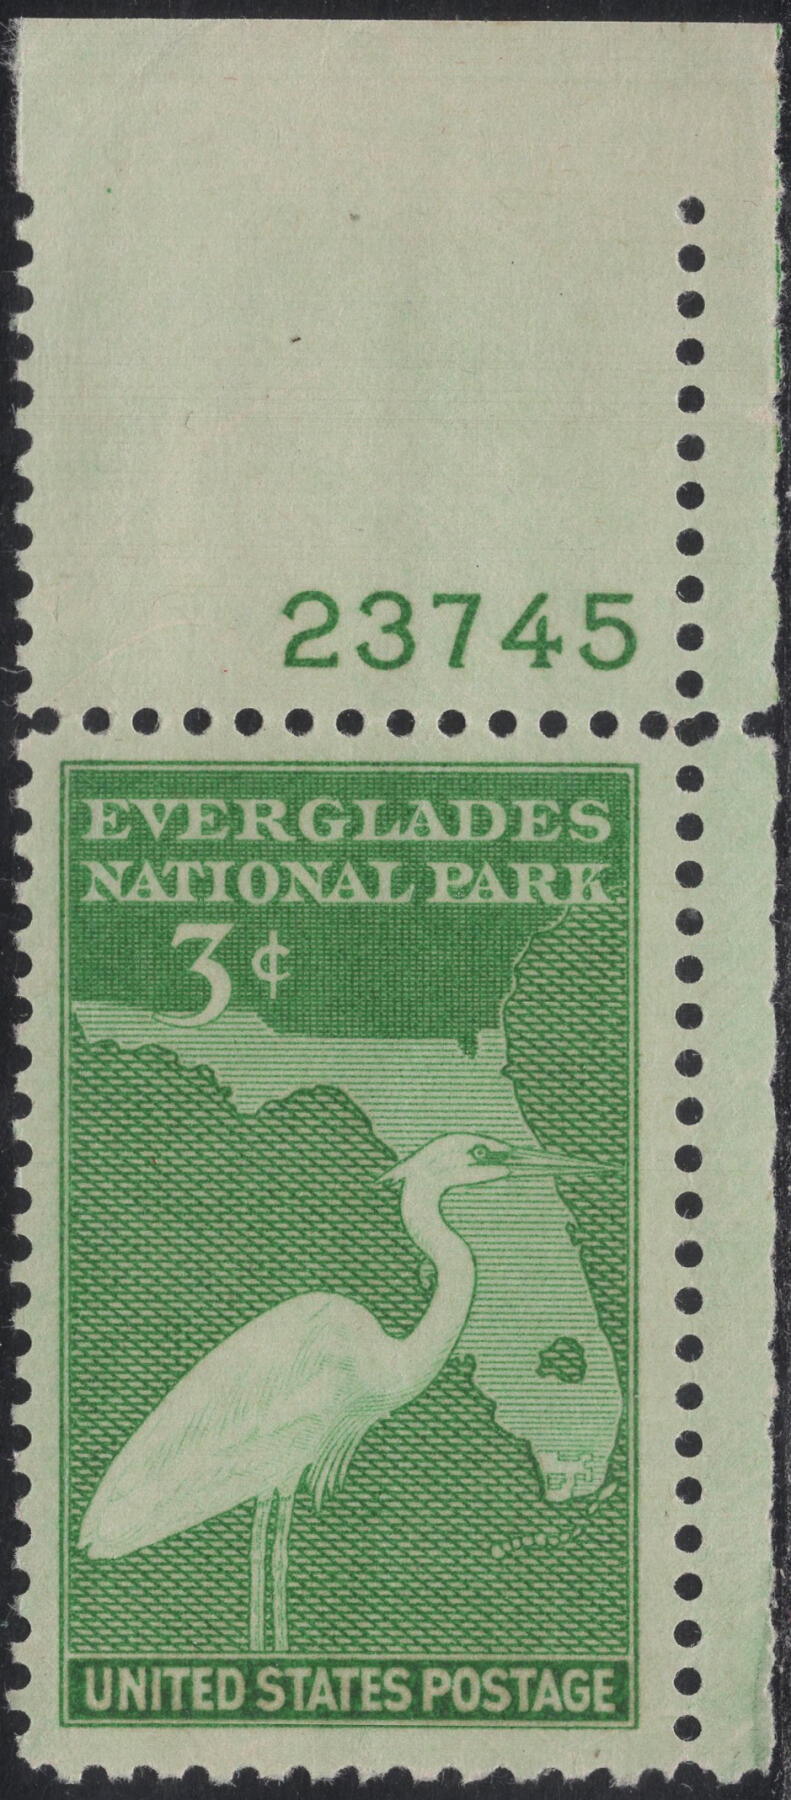 23745
EVERGLADES
NATIONAL PARK
3¢
UNITED STATES POSTAGE